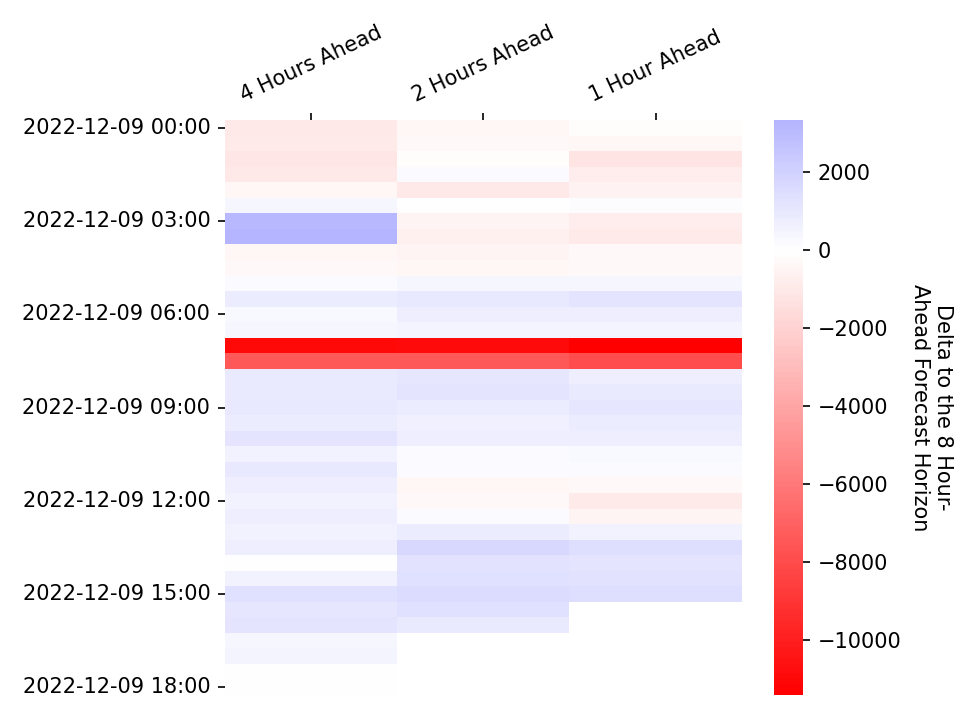 4 Hours Ahead
2 Hours Ahead
1 Hour Ahead
2022-12-09 00:00
2022-12-09 03:00
2022-12-09 06:00
2022-12-09 09:00
2022-12-09 12:00
2022-12-09 15:00
2022-12-09 18:00
2000
0
−2000
−4000
−6000
−8000
−10000
Delta to the 8 Hour-
Ahead Forecast Horizon